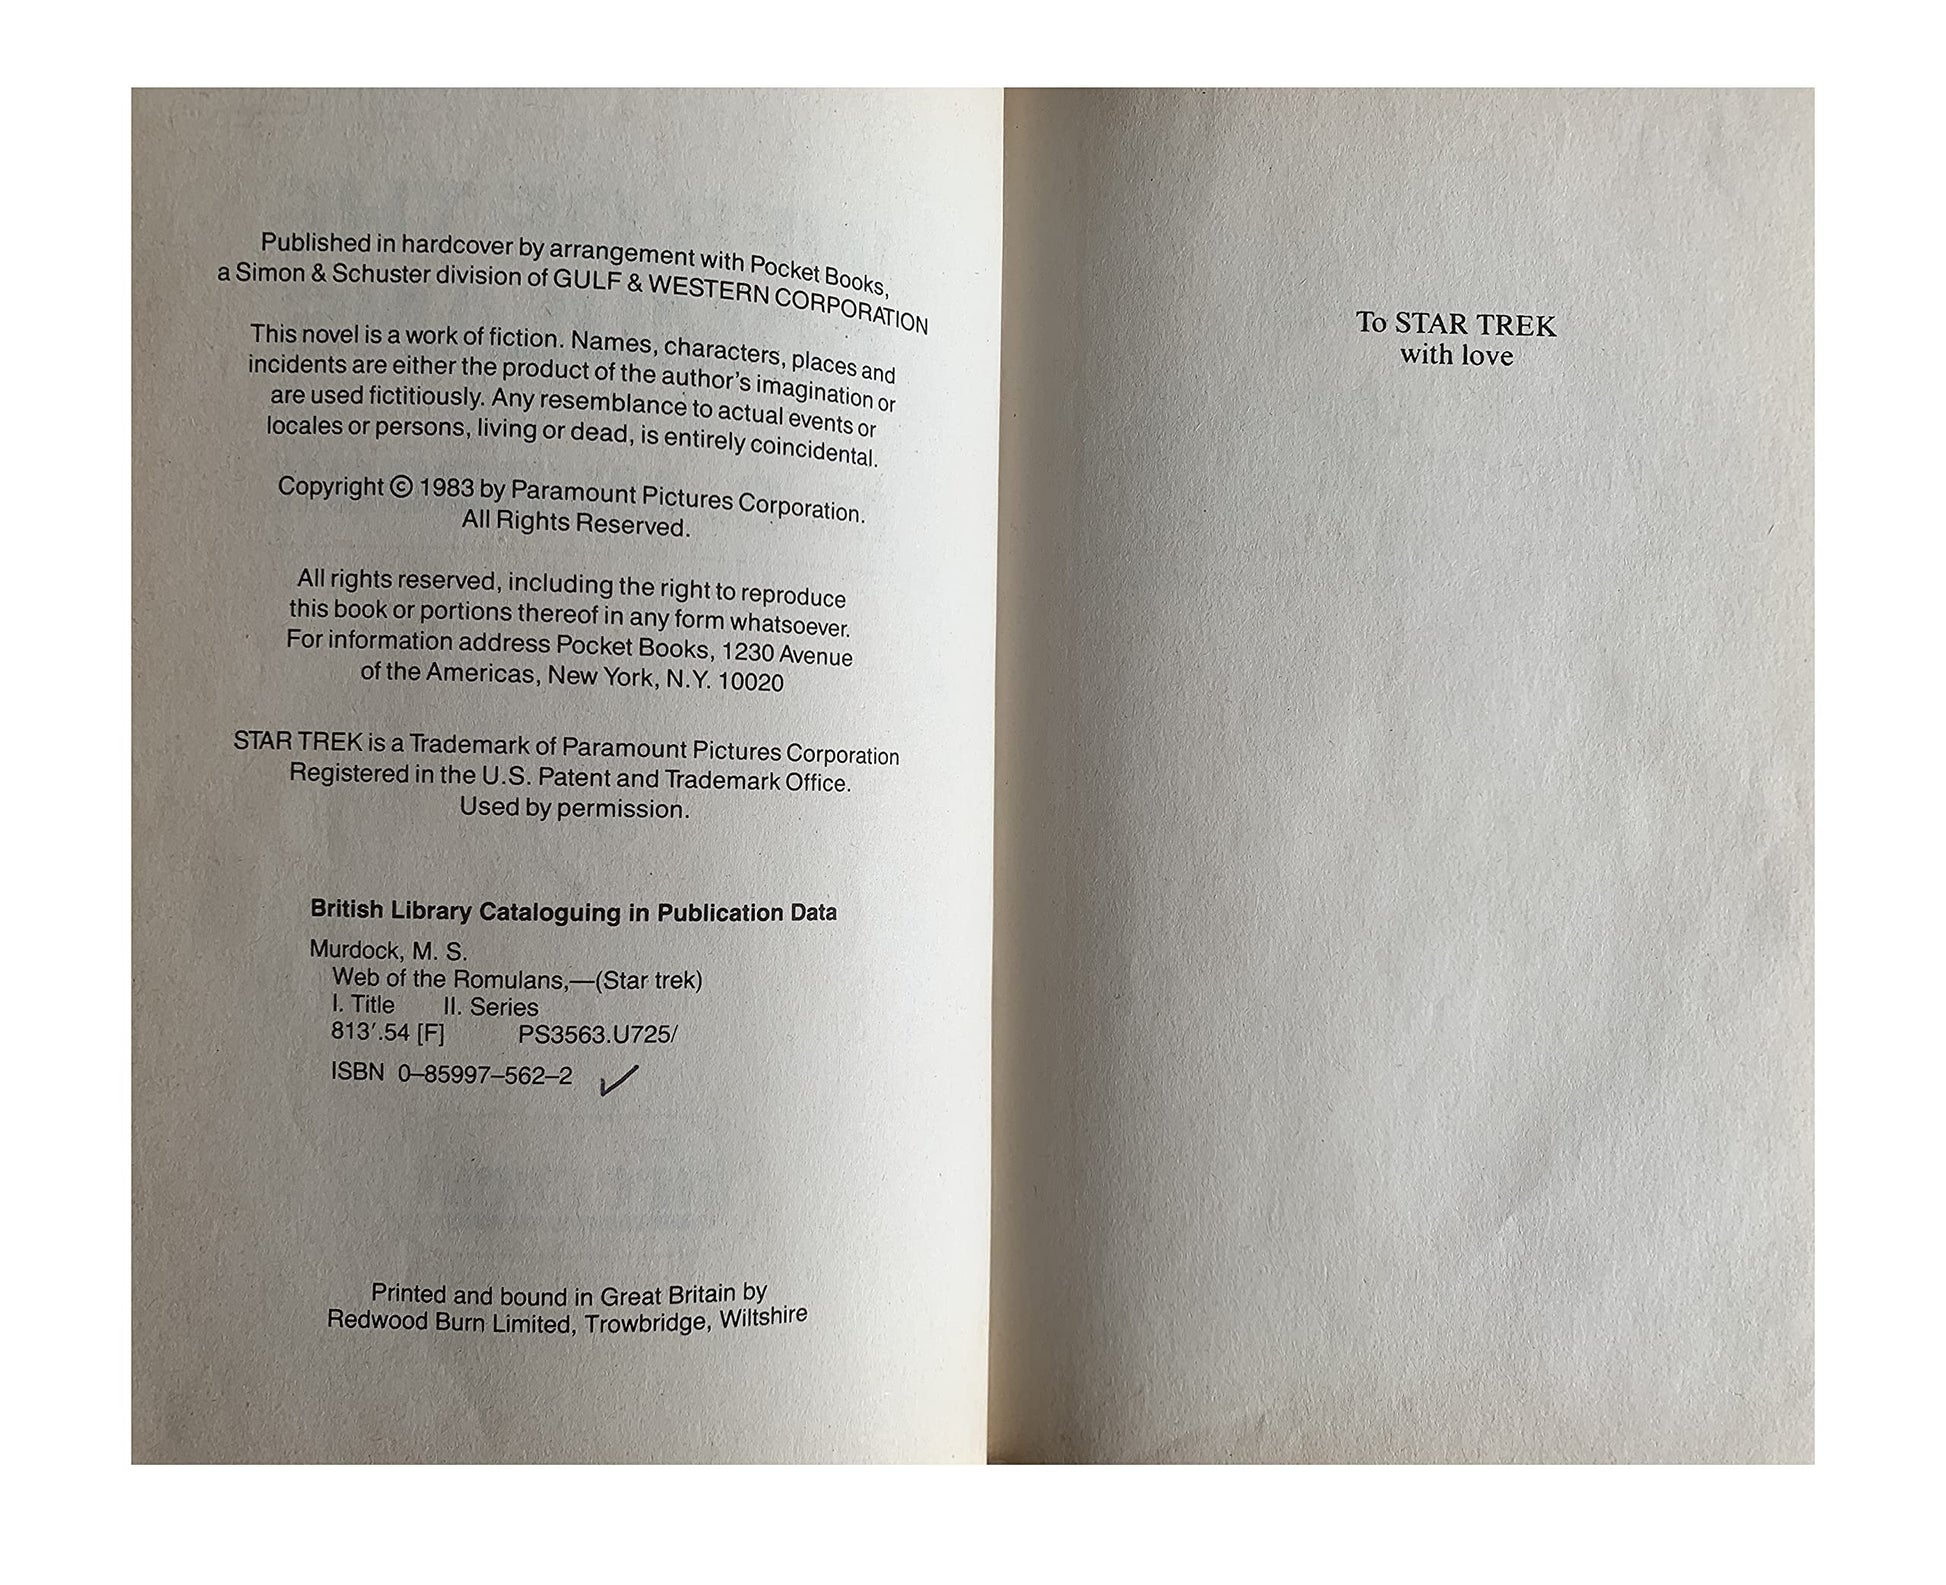 Published in hardcover by arrangement with Pocket Books,
a Simon & Schuster division of GULF & WESTERN CORPORATION
This novel is a work of fiction. Names, characters, places and
incidents are either the product of the author's imagination or
are used fictitiously. Any resemblance to actual events or
locales or persons, living or dead, is entirely coincidental.
Copyright © 1983 by Paramount Pictures Corporation.
All Rights Reserved.
All rights reserved, including the right to reproduce
this book or portions thereof in any form whatsoever.
For information address Pocket Books, 1230 Avenue
of the Americas, New York, N.Y. 10020
STAR TREK is a Trademark of Paramount Pictures Corporation
Registered in the U.S. Patent and Trademark Office.
Used by permission.
British Library Cataloguing in Publication Data
Murdock, M. S.
Web of the Romulans,—(Star trek)
I. Title II. Series
813′.54 [F] PS3563.U725/
ISBN 0–85997–562–2
Printed and bound in Great Britain by
Redwood Burn Limited, Trowbridge, Wiltshire
To STAR TREK
with love